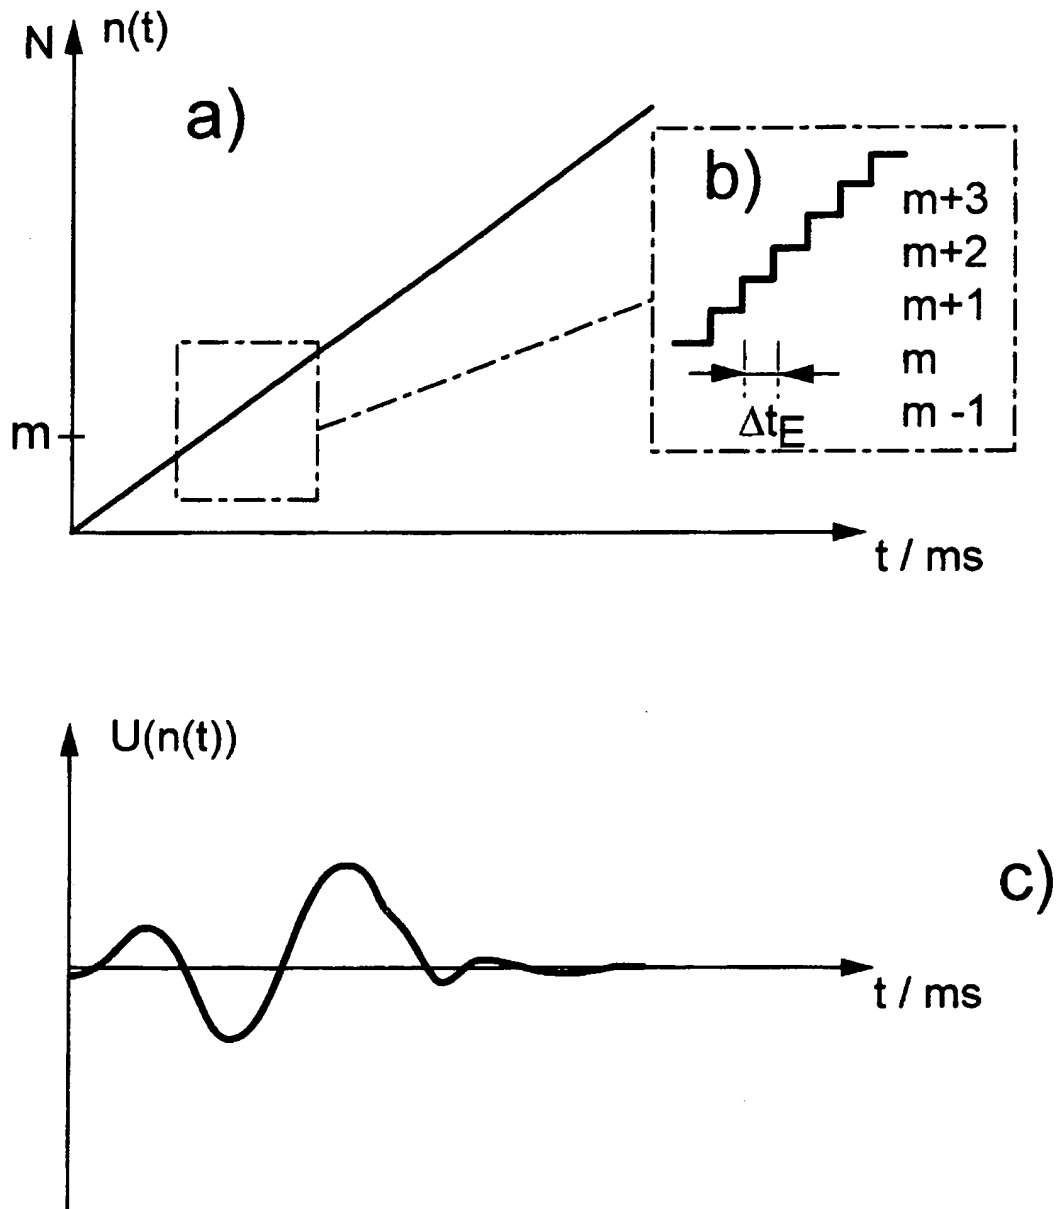 N n(t)
a)
b)
m+3
m+2
m+1
m
m -1
Δt_E
m
t / ms
U(n(t))
c)
t / ms